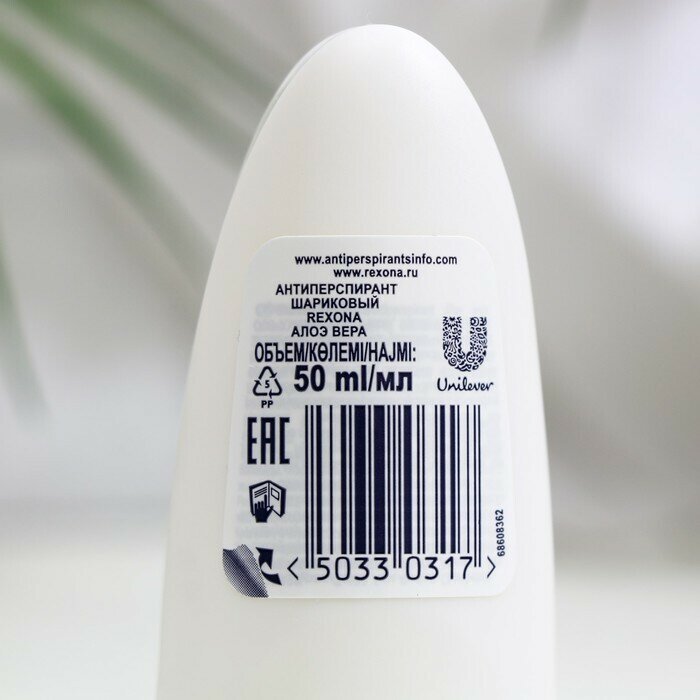 www.antiperspirantsinfo.com
www.rexona.ru
АНТИПЕРСПИРАНТ
ШАРИКОВЫЙ
REXONA
АЛОЭ ВЕРА
ОБЪЕМ/КӨЛЕМІ/HAJMI:
50 ml/мл
5
PP
Unilever
EAC
68608362
< 5033 0317 >